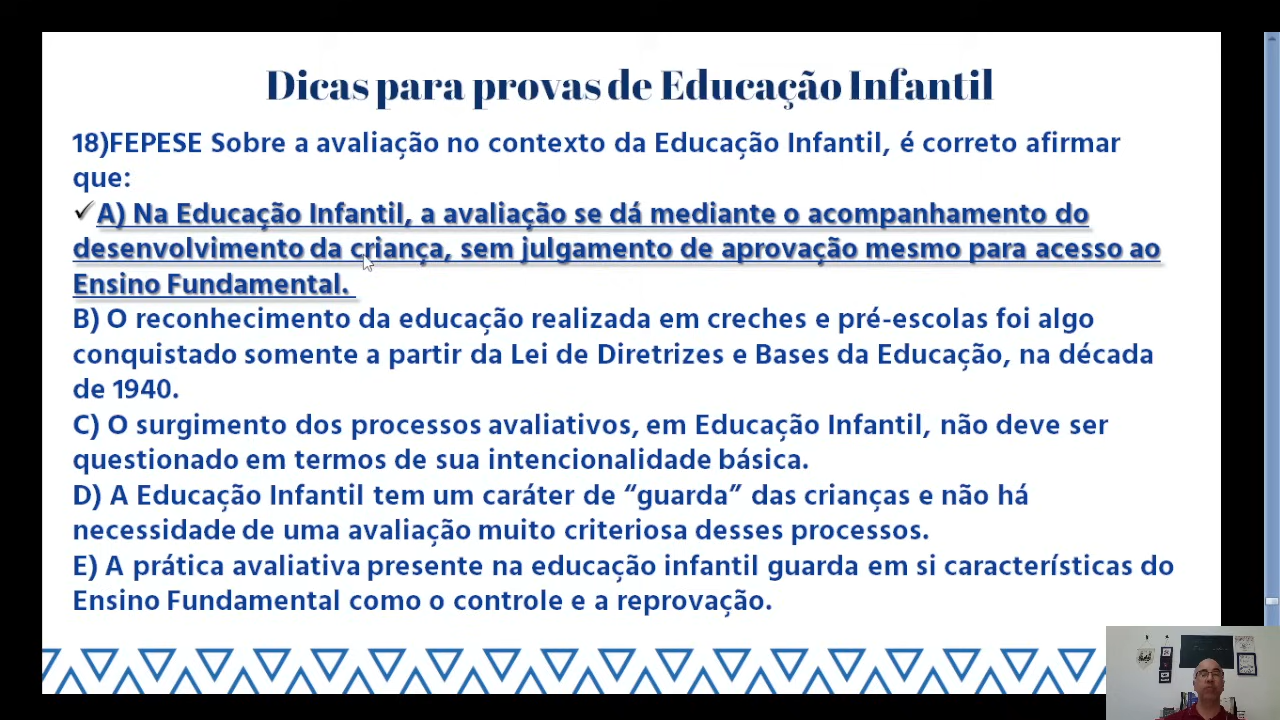 Dicas para provas de Educação Infantil
18)FEPESE Sobre a avaliação no contexto da Educação Infantil, é correto afirmar
que:
✓A) Na Educação Infantil, a avaliação se dá mediante o acompanhamento do
desenvolvimento da criança, sem julgamento de aprovação mesmo para acesso ao
Ensino Fundamental.
B) O reconhecimento da educação realizada em creches e pré-escolas foi algo
conquistado somente a partir da Lei de Diretrizes e Bases da Educação, na década
de 1940.
C) O surgimento dos processos avaliativos, em Educação Infantil, não deve ser
questionado em termos de sua intencionalidade básica.
D) A Educação Infantil tem um caráter de “guarda” das crianças e não há
necessidade de uma avaliação muito criteriosa desses processos.
E) A prática avaliativa presente na educação infantil guarda em si características do
Ensino Fundamental como o controle e a reprovação.